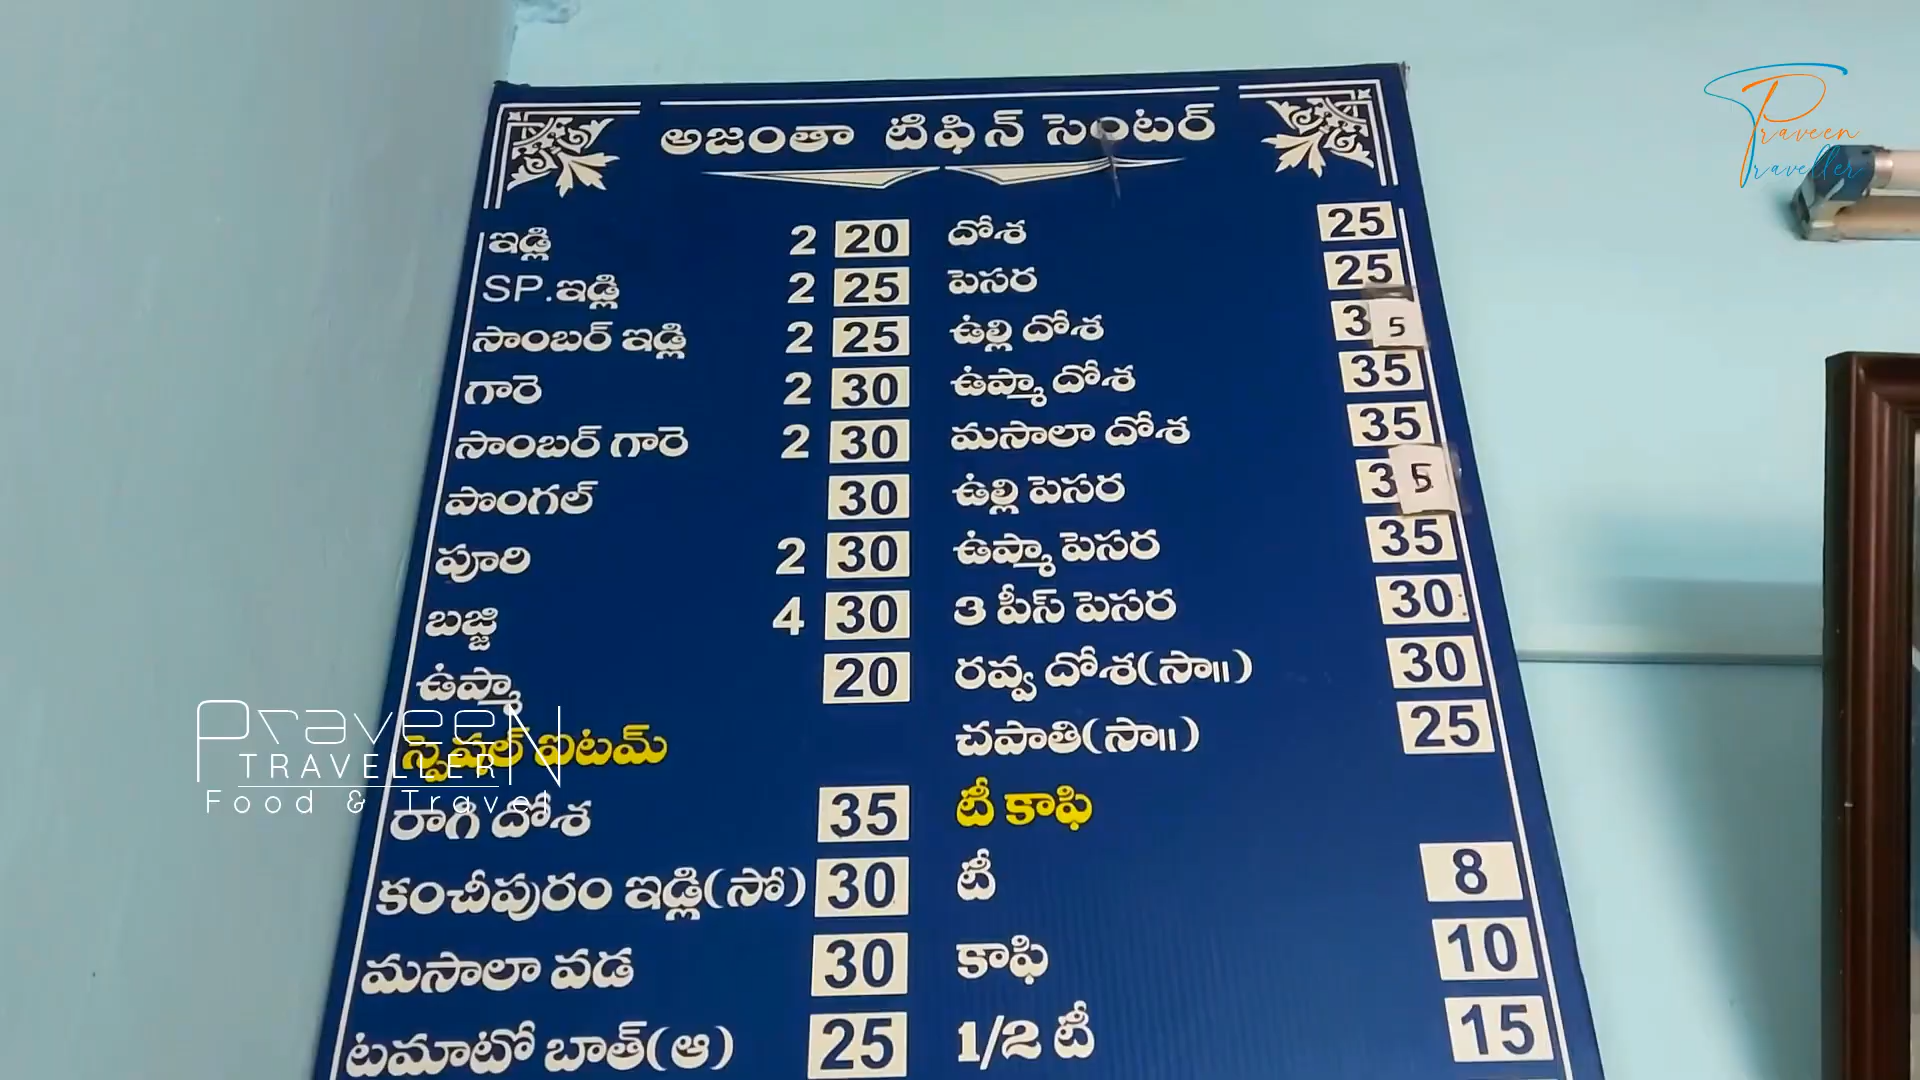 అజంతా టిఫిన్ సెంటర్
ఇడ్లి 2 20
SP.ఇడ్లి 2 25
సాంబర్ ఇడ్లి 2 25
గారె 2 30
సాంబర్ గారె 2 30
పొంగల్ 30
పూరి 2 30
బజ్జి 4 30
ఉప్మా 20
స్పెషల్ ఐటమ్
రాగి దోశ 35
కంచీపురం ఇడ్లి(సో) 30
మసాలా వడ 30
టమాటో బాత్(ఆ) 25
దోశ 25
పెసర 25
ఉల్లి దోశ 35
ఉప్మా దోశ 35
మసాలా దోశ 35
ఉల్లి పెసర 35
ఉప్మా పెసర 35
3 పీస్ పెసర 30
రవ్వ దోశ(సా॥) 30
చపాతి(సా॥) 25
టీ కాఫి
టీ 8
కాఫి 10
1/2 టీ 15
Praveen
Traveller
PraveeN
TRAVELLER
Food & Travel